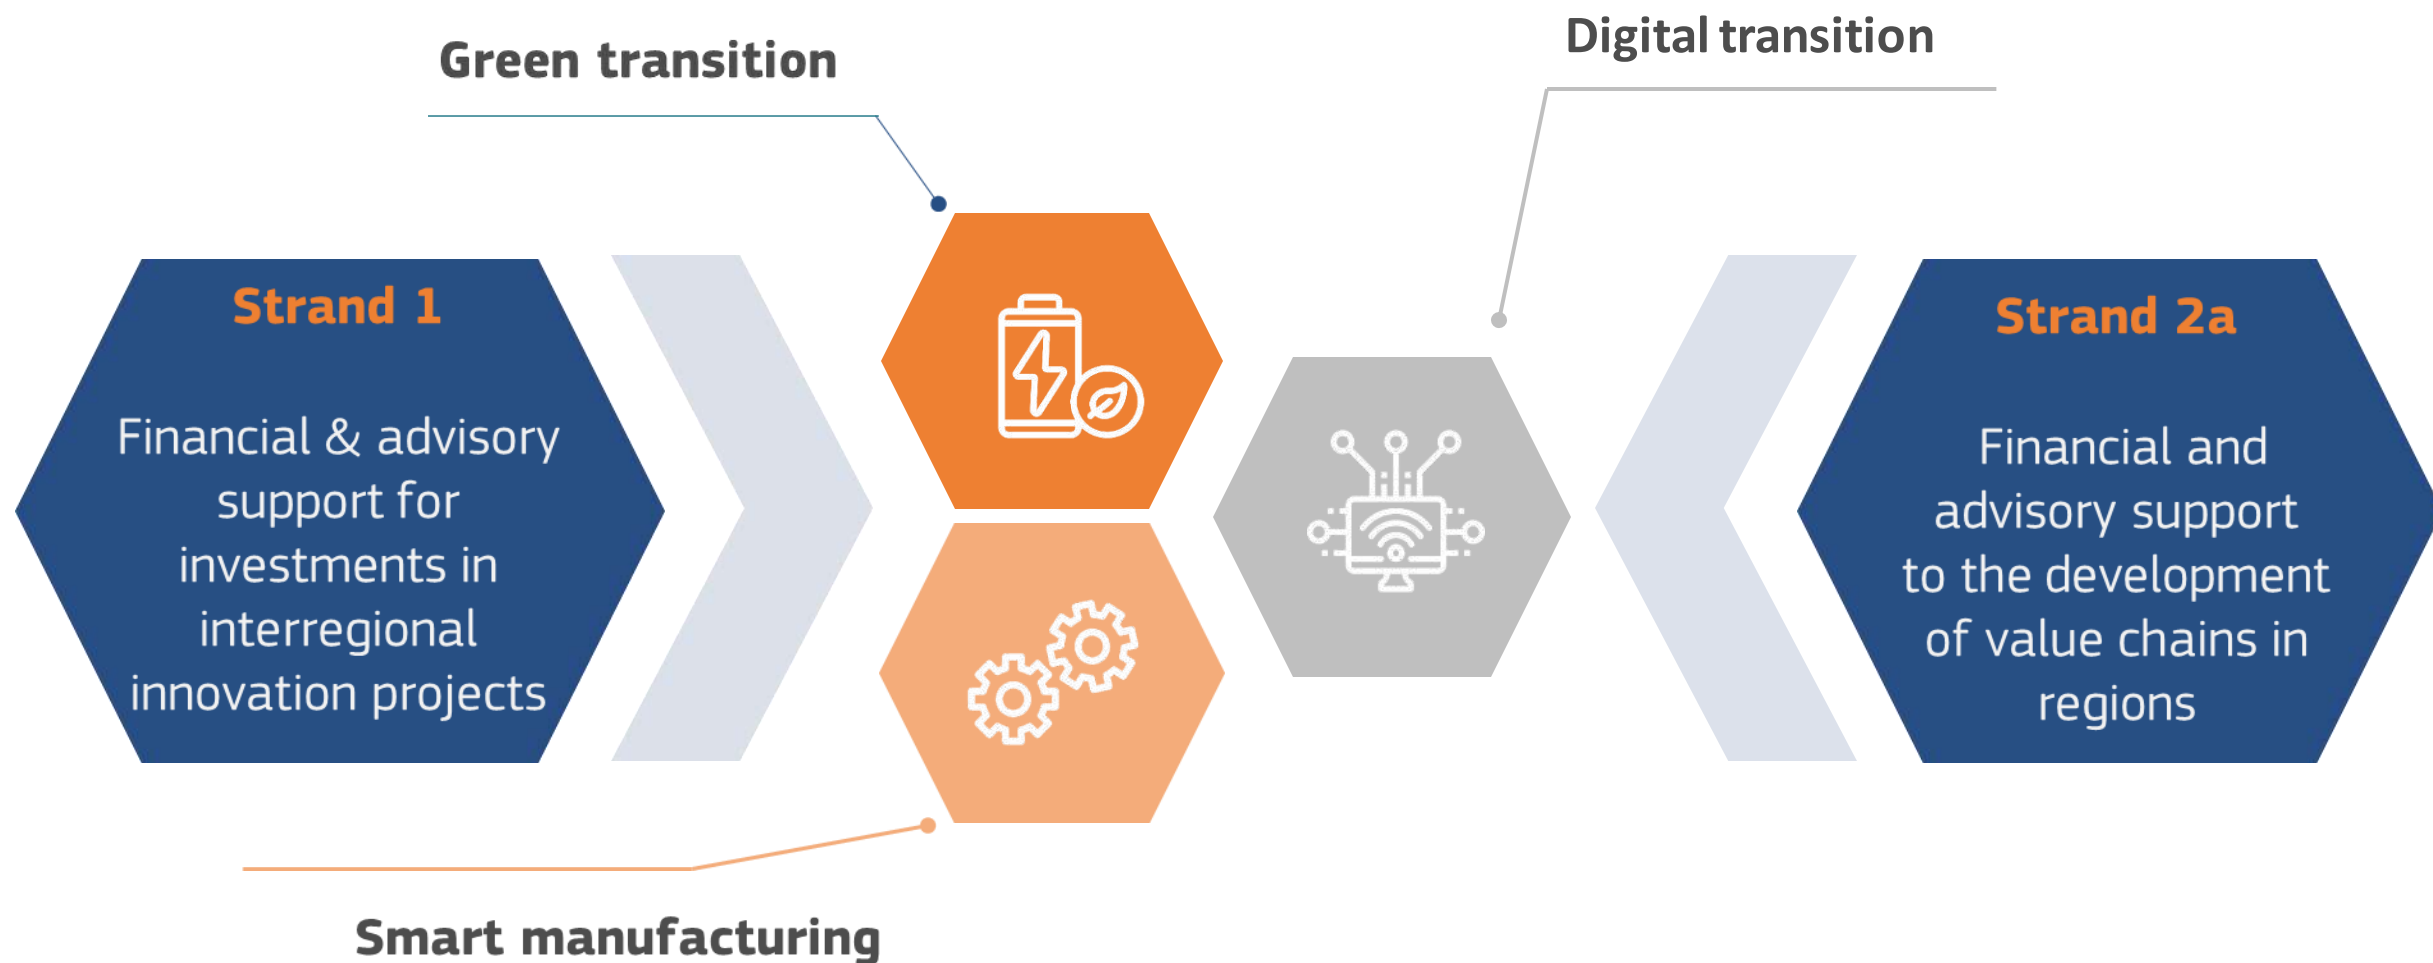 Green transition
Digital transition
Strand 1
Financial & advisory
support for
investments in
interregional
innovation projects
Strand 2a
Financial and
advisory support
to the development
of value chains in
regions
Smart manufacturing